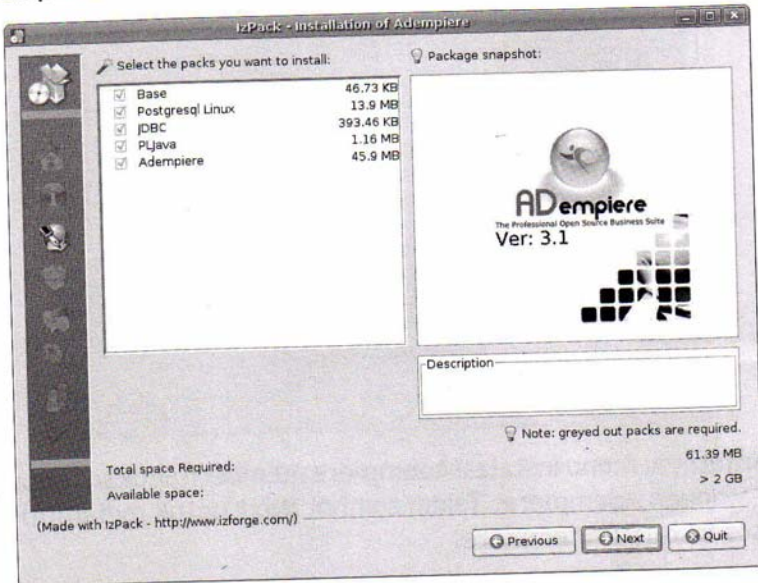 IzPack - Installation of Adempiere
Select the packs you want to install:
Base 46.73 KB
Postgresql Linux 13.9 MB
JDBC 393.46 KB
PLJava 1.16 MB
Adempiere 45.9 MB
Package snapshot:
ADempiere
The Professional Open Source Business Suite
Ver: 3.1
Description
Note: greyed out packs are required.
Total space Required: 61.39 MB
Available space: > 2 GB
(Made with IzPack - http://www.izforge.com/)
Previous
Next
Quit